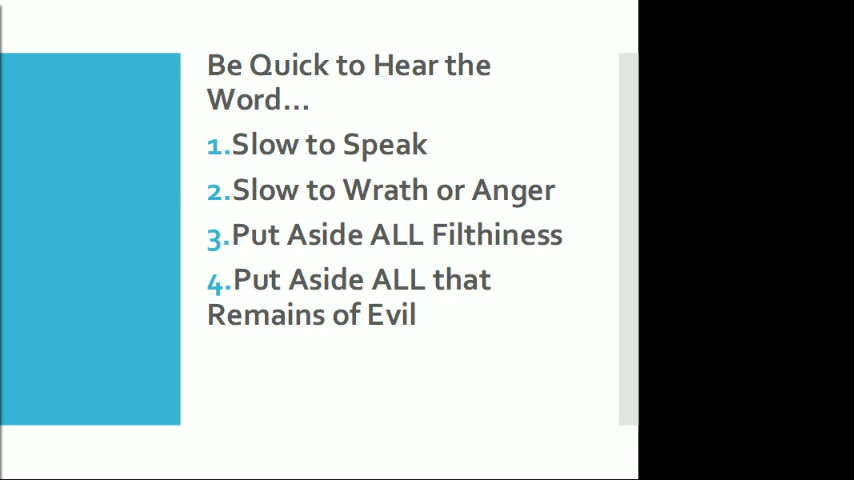 Be Quick to Hear the
Word...
1.Slow to Speak
2.Slow to Wrath or Anger
3.Put Aside ALL Filthiness
4.Put Aside ALL that
Remains of Evil